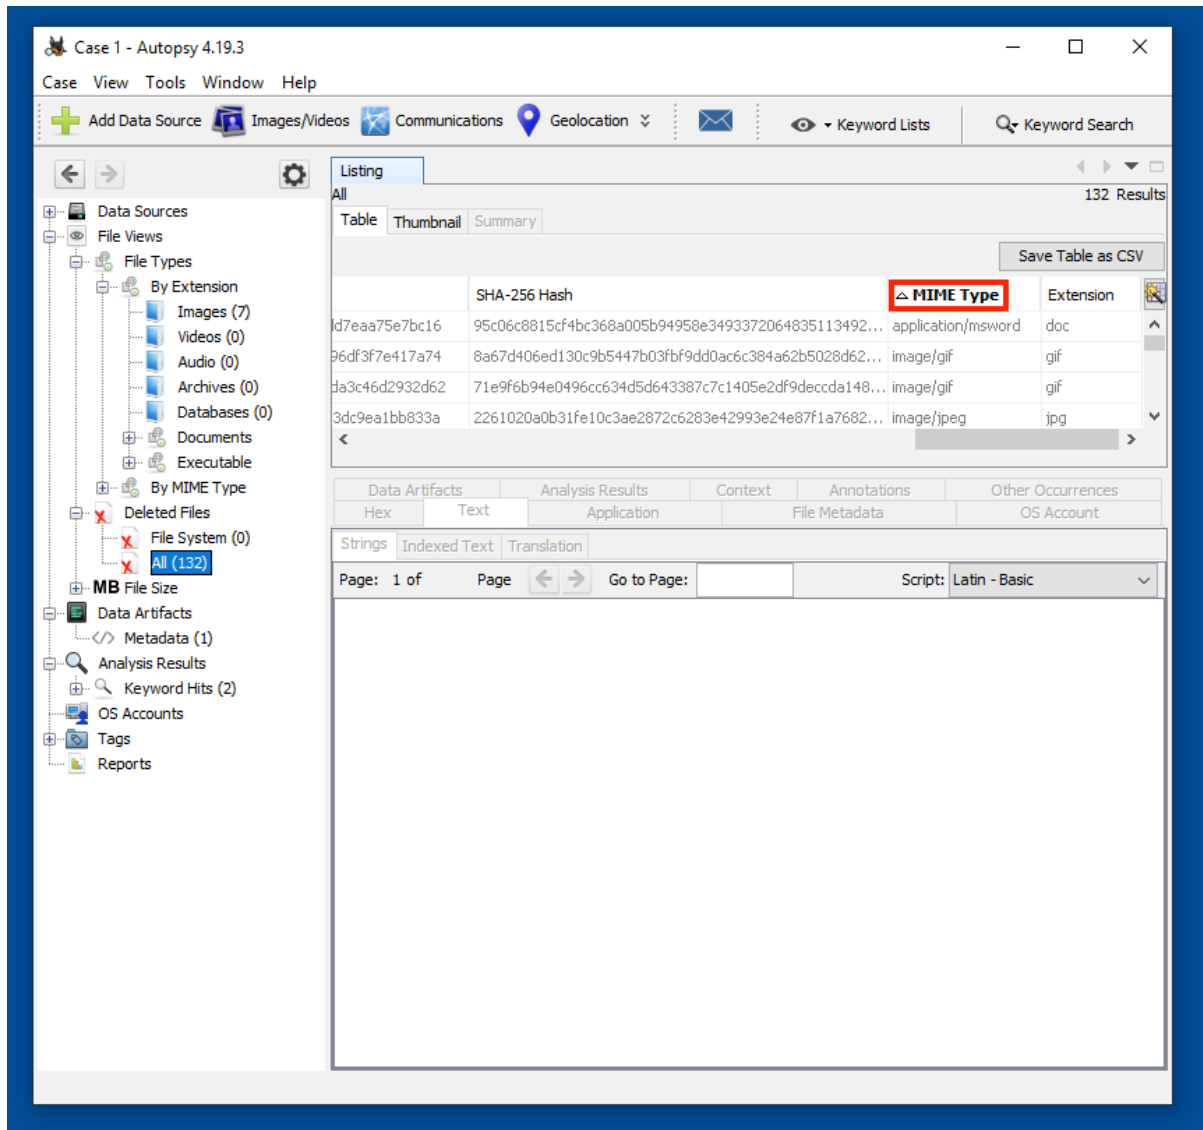 Case 1 - Autopsy 4.19.3
Case View Tools Window Help
Add Data Source Images/Videos Communications Geolocation Keyword Lists Keyword Search
Listing
All 132 Results
Table Thumbnail Summary
Save Table as CSV
SHA-256 Hash MIME Type Extension
dd7eaa75e7bc16 95c06c8815cf4bc368a005b94958e3493372064835113492... application/msword doc
96df3f7e417a74 8a67d406ed130c9b5447b03fbf9dd0ac6c384a62b5028d62... image/gif gif
da3c46d2932d62 71e9f6b94e0496cc634d5d643387c7c1405e2df9deccda148... image/gif gif
3dc9ea1bb833a 2261020a0b31fe10c3ae2872c6283e42993e24e87f1a7682... image/jpeg jpg
Data Sources
File Views
File Types
By Extension
Images (7)
Videos (0)
Audio (0)
Archives (0)
Databases (0)
Documents
Executable
By MIME Type
Deleted Files
File System (0)
All (132)
MB File Size
Data Artifacts
Metadata (1)
Analysis Results
Keyword Hits (2)
OS Accounts
Tags
Reports
Data Artifacts Analysis Results Context Annotations Other Occurrences
Hex Text Application File Metadata OS Account
Strings Indexed Text Translation
Page: 1 of Page Go to Page: Script: Latin - Basic